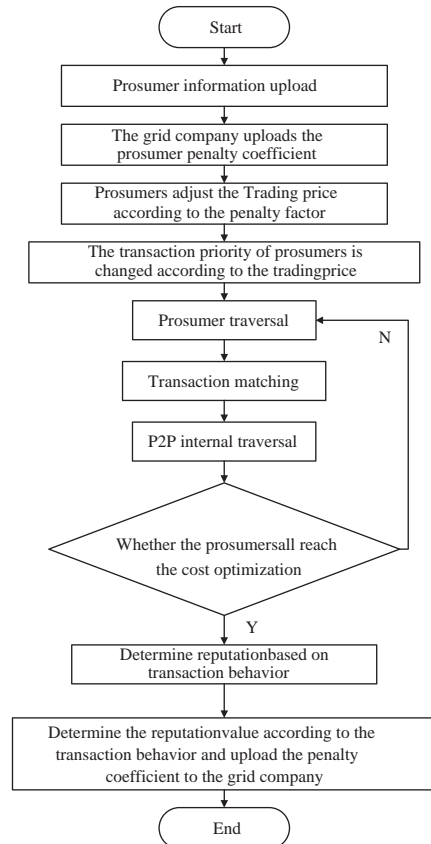 Start
Prosumer information upload
The grid company uploads the
prosumer penalty coefficient
Prosumers adjust the Trading price
according to the penalty factor
The transaction priority of prosumers is
changed according to the tradingprice
Prosumer traversal
N
Transaction matching
P2P internal traversal
Whether the prosumersall reach
the cost optimization
Y
Determine reputationbased on
transaction behavior
Determine the reputationvalue according to the
transaction behavior and upload the penalty
coefficient to the grid company
End